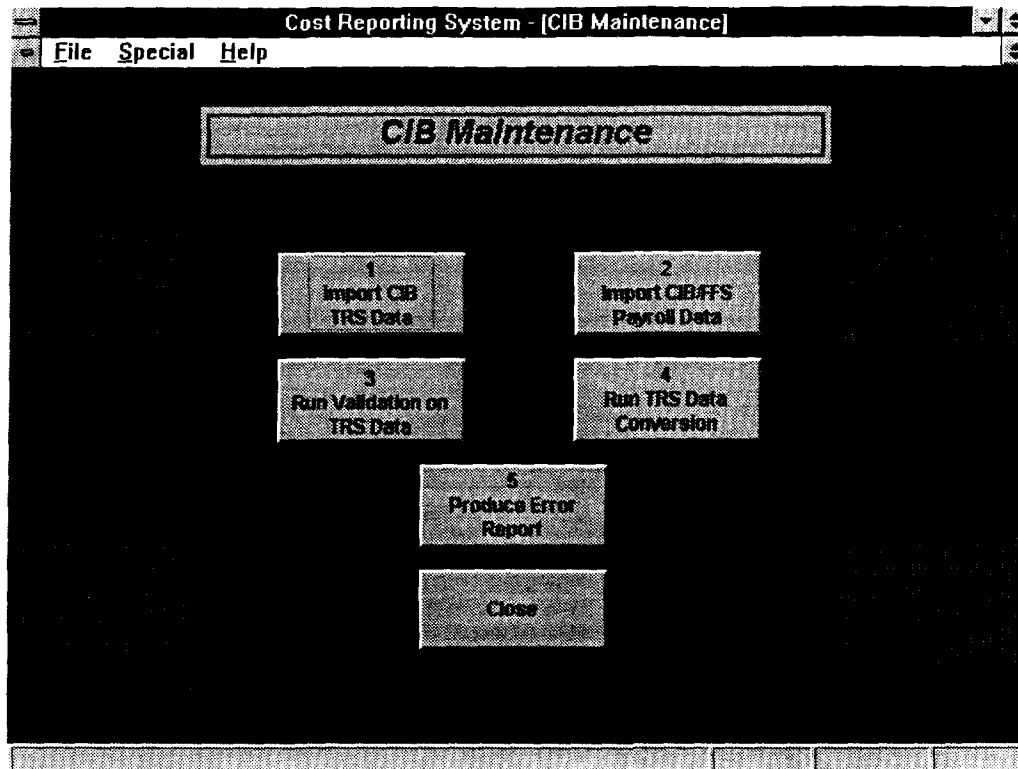 Cost Reporting System - [CIB Maintenance]
File Special Help
CIB Maintenance
1
Import CIB
TRS Data
2
Import CIB/FFS
Payroll Data
3
Run Validation on
TRS Data
4
Run TRS Data
Conversion
5
Produce Error
Report
Close